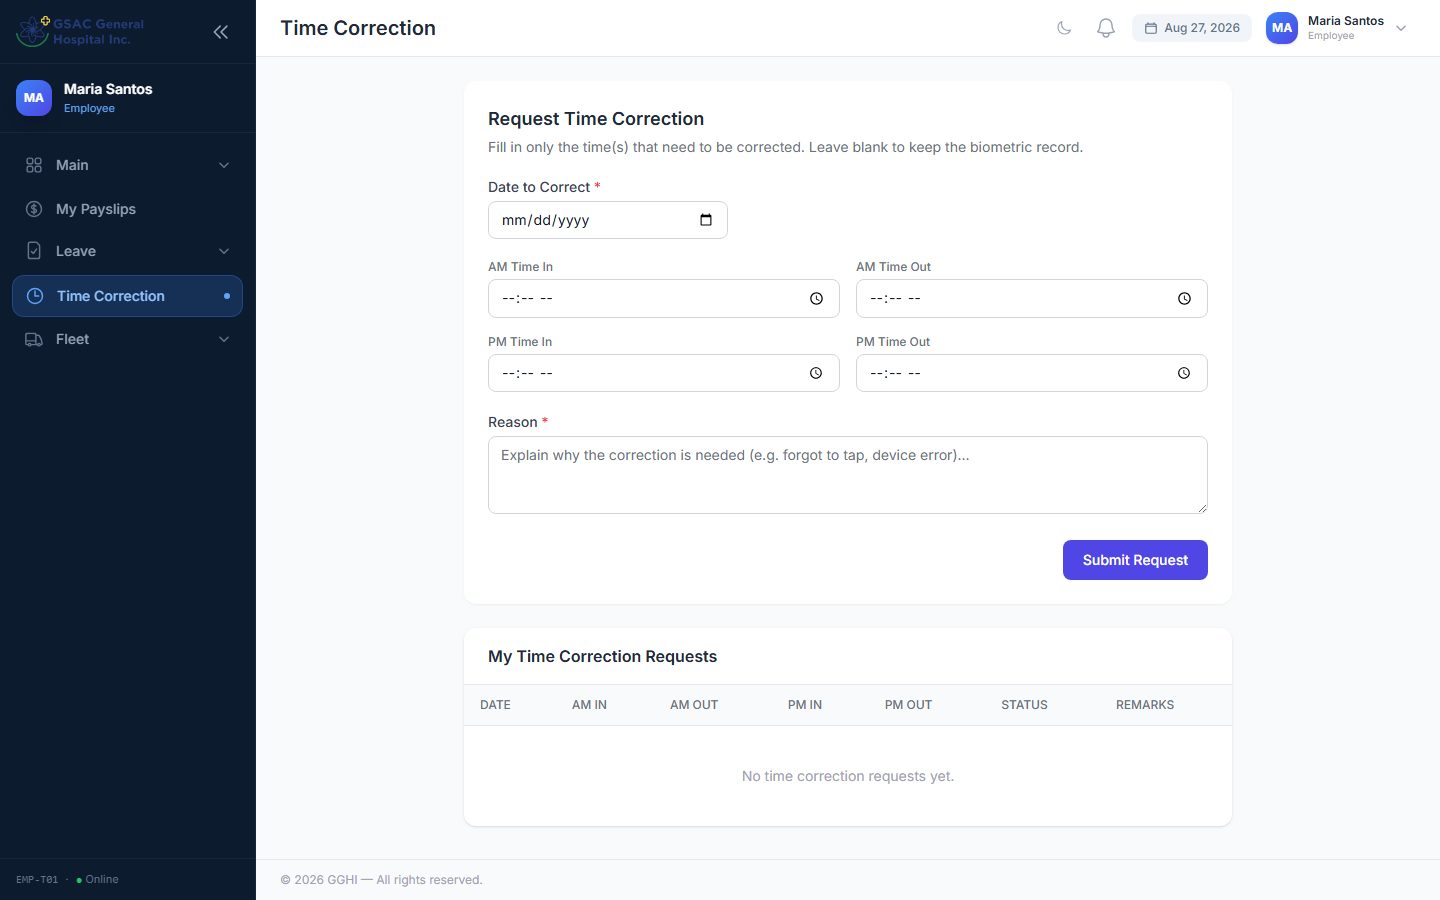 GSAC General
Hospital Inc.
MA
Maria Santos
Employee
Main
My Payslips
Leave
Time Correction
Fleet
EMP-T01 · Online
Time Correction
Aug 27, 2026
MA
Maria Santos
Employee
Request Time Correction
Fill in only the time(s) that need to be corrected. Leave blank to keep the biometric record.
Date to Correct *
mm/dd/yyyy
AM Time In
AM Time Out
--:-- --
--:-- --
PM Time In
PM Time Out
--:-- --
--:-- --
Reason *
Explain why the correction is needed (e.g. forgot to tap, device error)...
Submit Request
My Time Correction Requests
DATE AM IN AM OUT PM IN PM OUT STATUS REMARKS
No time correction requests yet.
© 2026 GGHI — All rights reserved.